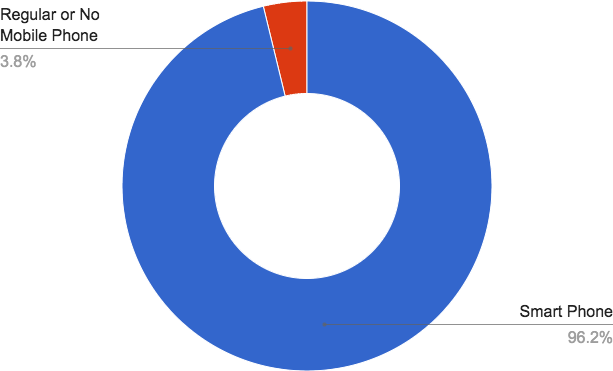 Regular or No
Mobile Phone
3.8%
Smart Phone
96.2%